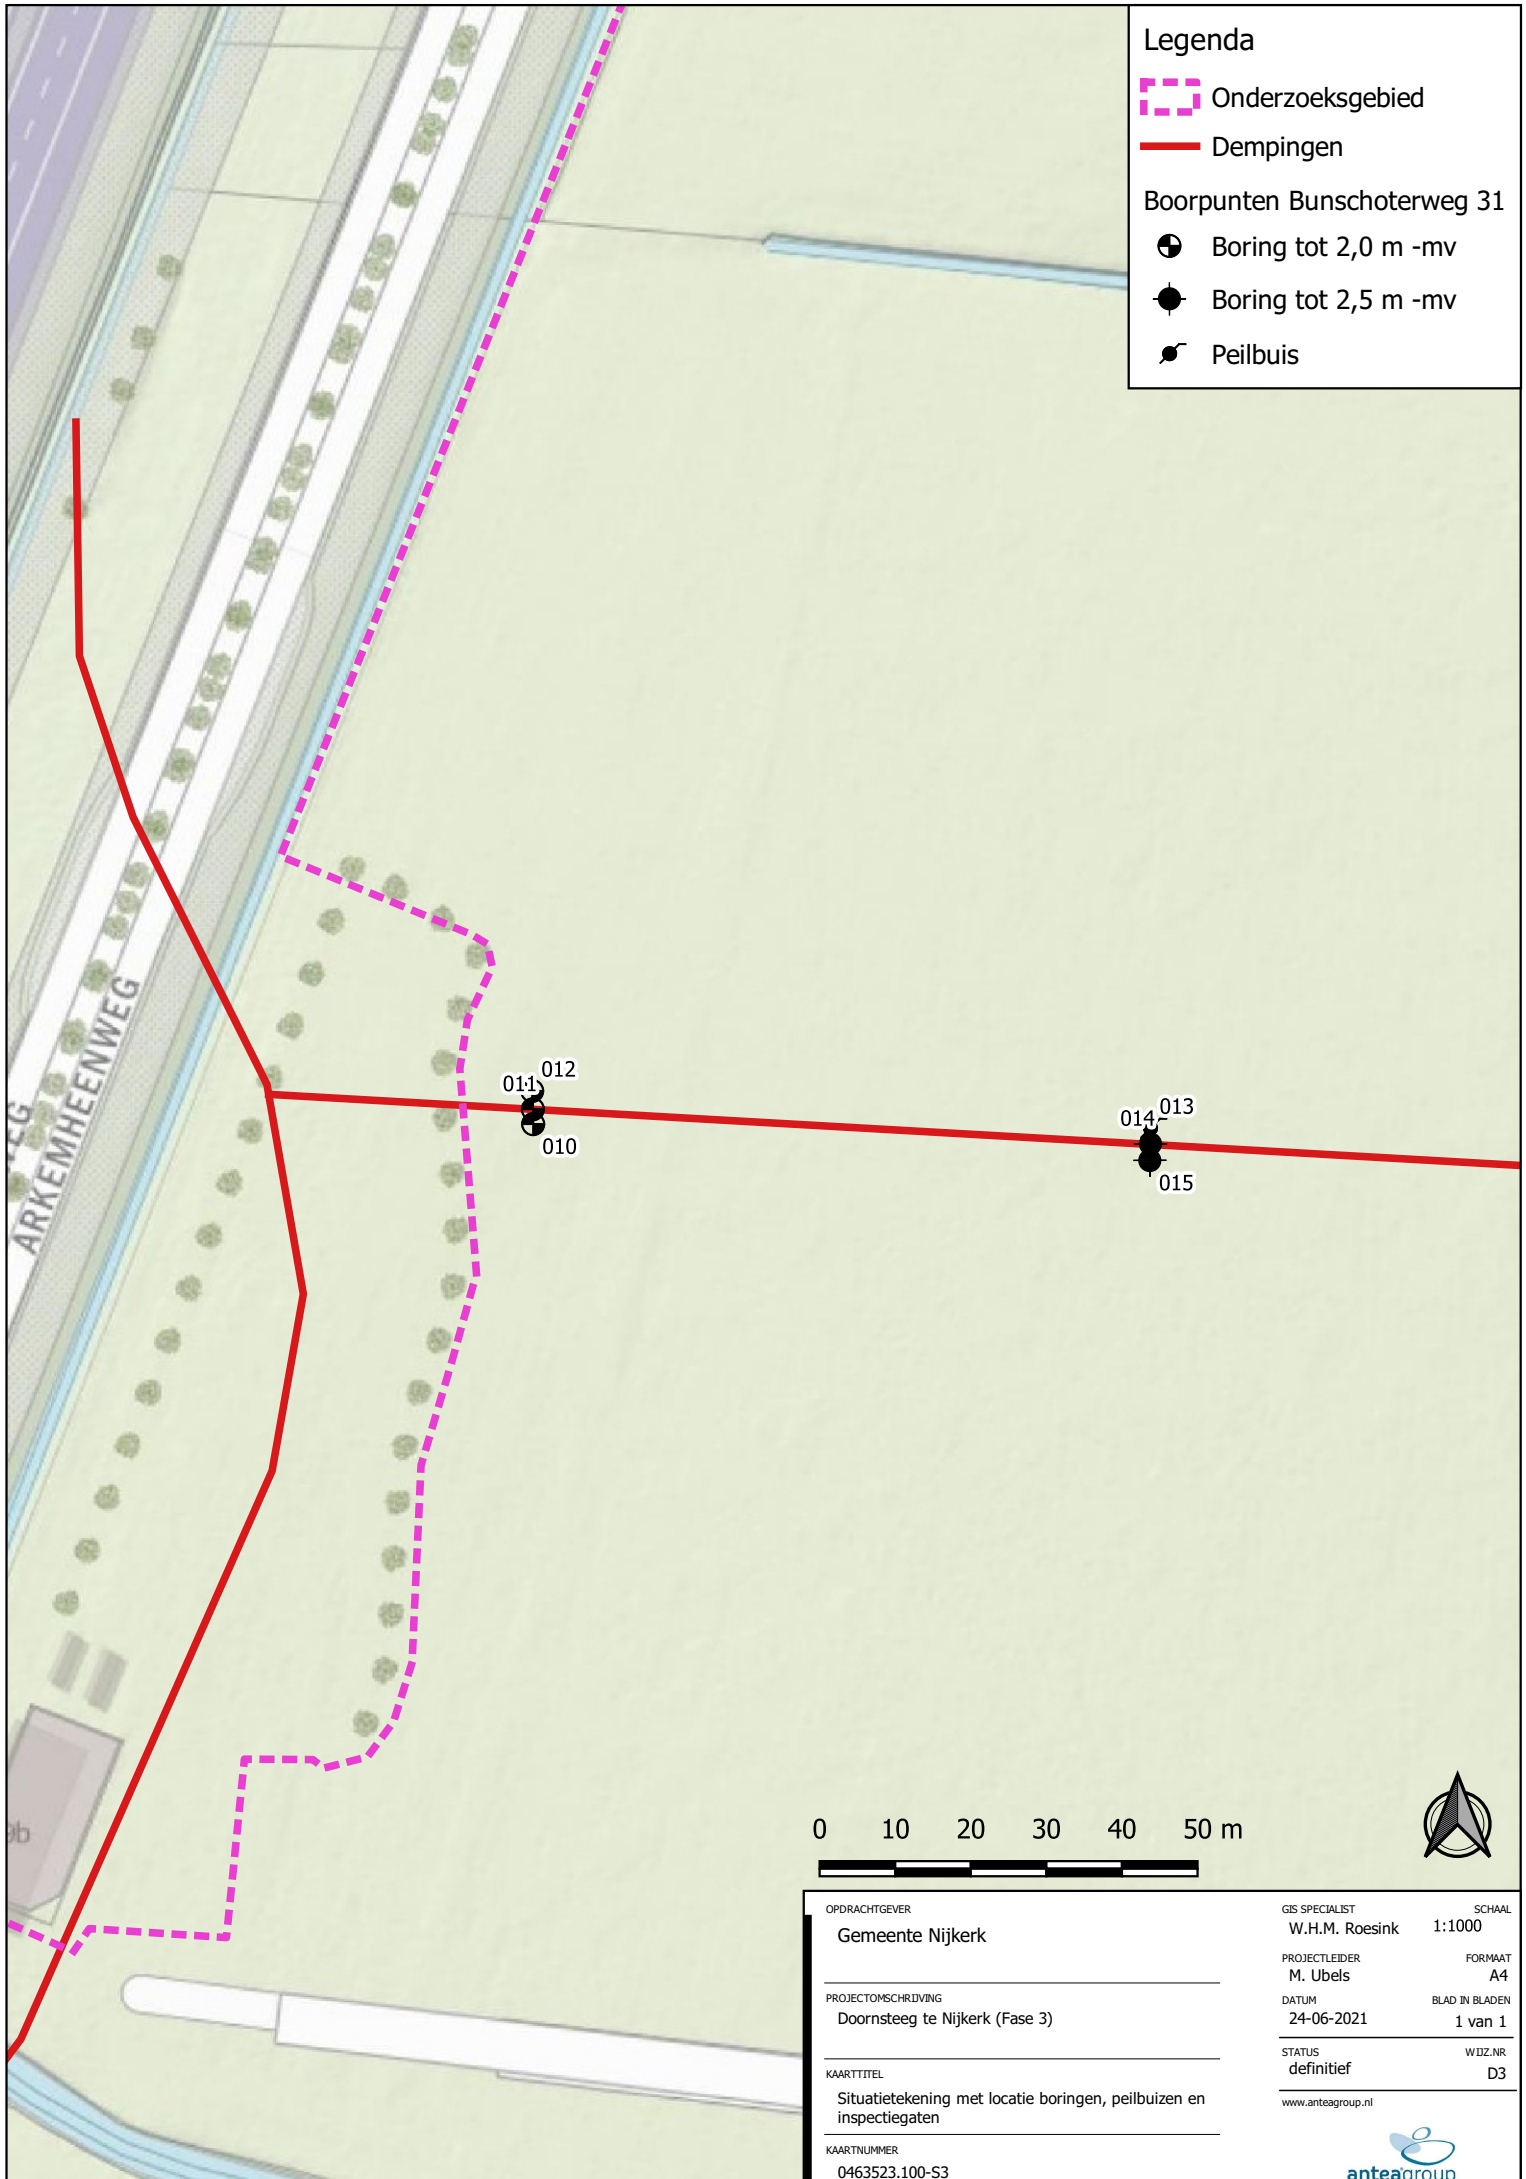 Legenda
Onderzoeksgebied
Dempingen
Boorpunten Bunschoterweg 31
Boring tot 2,0 m -mv
Boring tot 2,5 m -mv
Peilbuis
ARKEMHEENWEG
012
011
010
013
014
015
9b
0 10 20 30 40 50 m
OPDRACHTGEVER
Gemeente Nijkerk
PROJECTOMSCHRIJVING
Doornsteeg te Nijkerk (Fase 3)
KAARTTITEL
Situatietekening met locatie boringen, peilbuizen en
inspectiegaten
KAARTNUMMER
0463523.100-S3
GIS SPECIALIST SCHAAL
W.H.M. Roesink 1:1000
PROJECTLEIDER FORMAAT
M. Ubels A4
DATUM BLAD IN BLADEN
24-06-2021 1 van 1
STATUS WIJZ.NR
definitief D3
www.anteagroup.nl
anteagroup